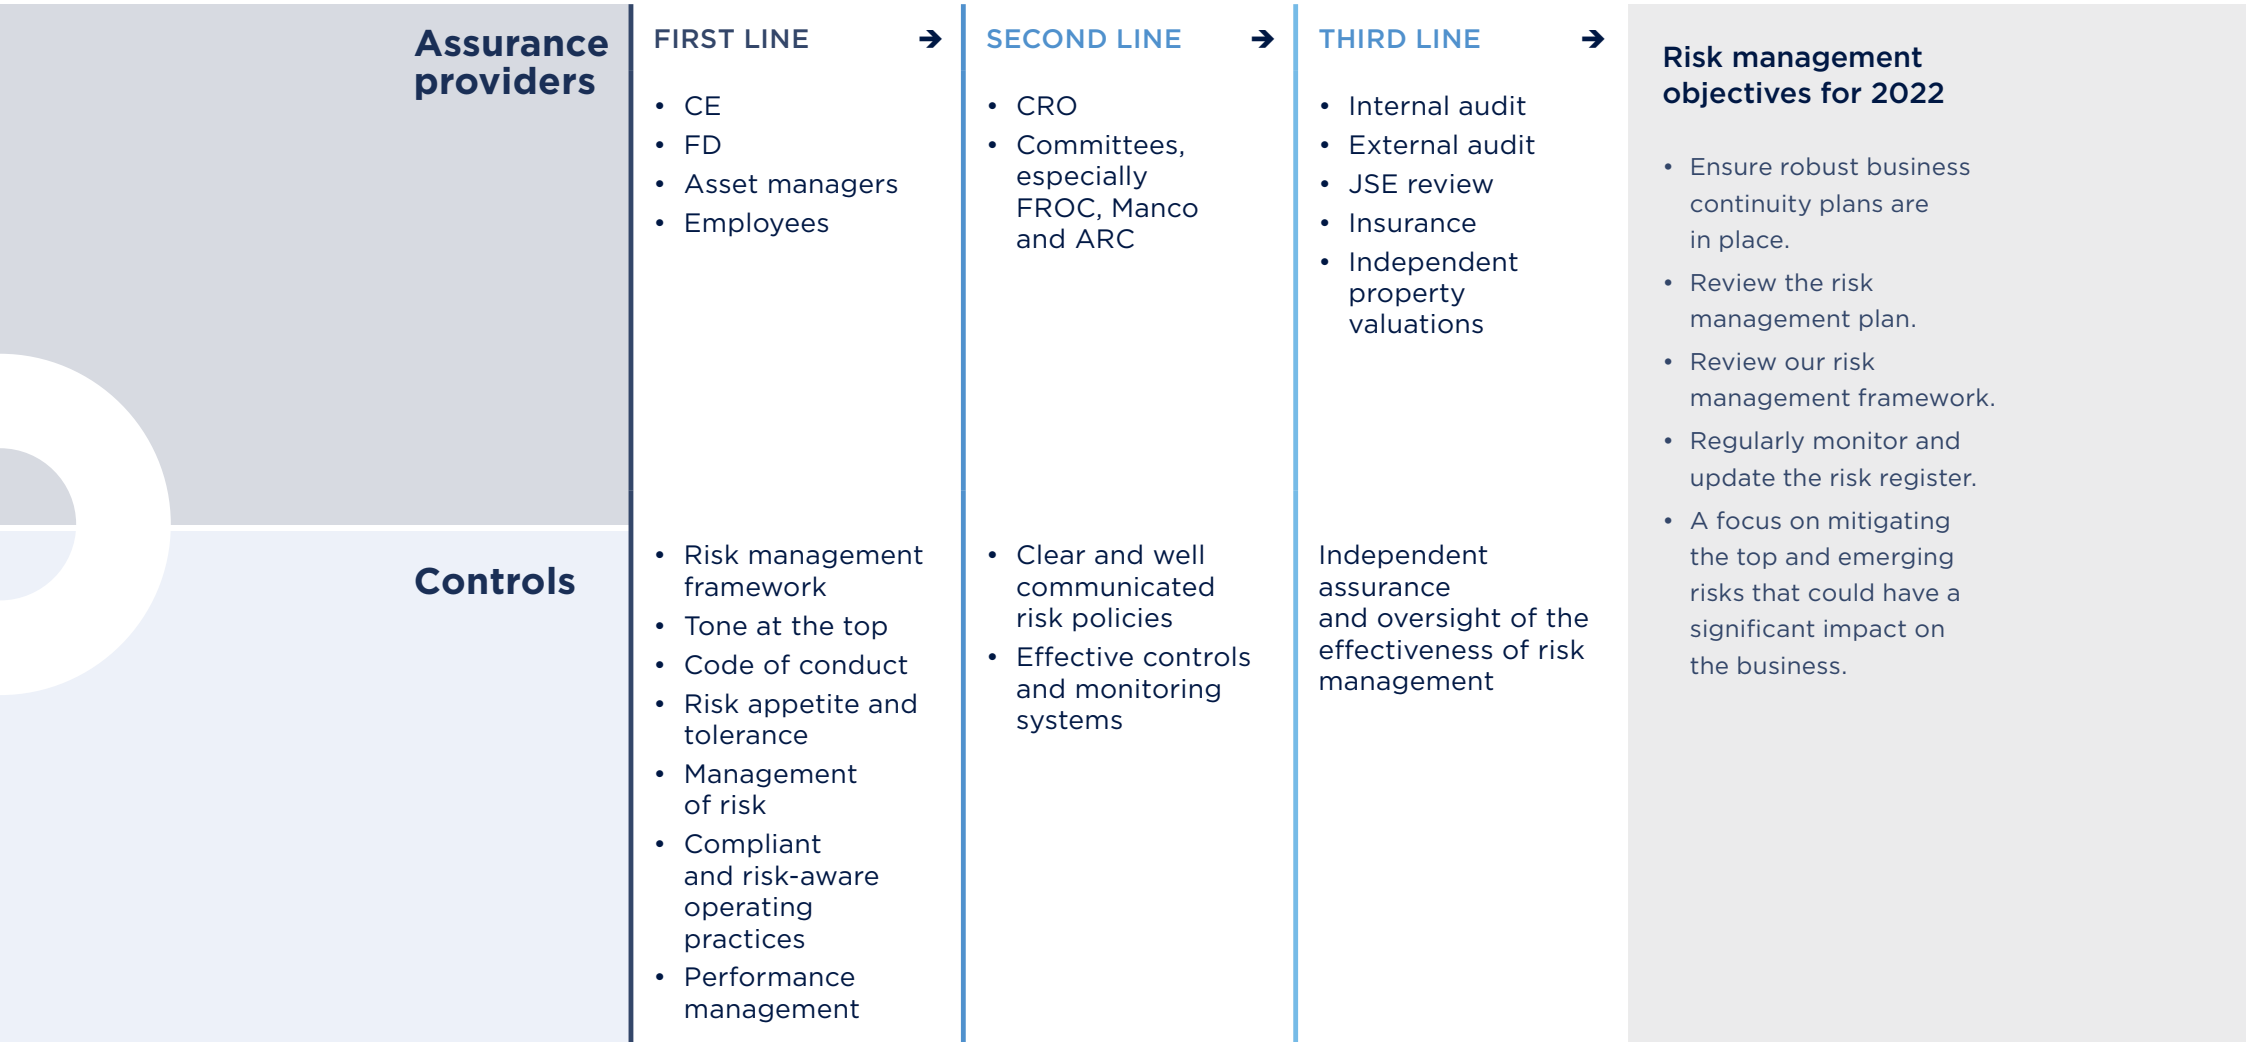 Assurance
providers
FIRST LINE
• CE
• FD
• Asset managers
• Employees
SECOND LINE
• CRO
• Committees,
especially
FROC, Manco
and ARC
THIRD LINE
• Internal audit
• External audit
• JSE review
• Insurance
• Independent
property
valuations
Controls
• Risk management
framework
• Tone at the top
• Code of conduct
• Risk appetite and
tolerance
• Management
of risk
• Compliant
and risk-aware
operating
practices
• Performance
management
• Clear and well
communicated
risk policies
• Effective controls
and monitoring
systems
Independent
assurance
and oversight of the
effectiveness of risk
management
Risk management
objectives for 2022
• Ensure robust business
continuity plans are
in place.
• Review the risk
management plan.
• Review our risk
management framework.
• Regularly monitor and
update the risk register.
• A focus on mitigating
the top and emerging
risks that could have a
significant impact on
the business.